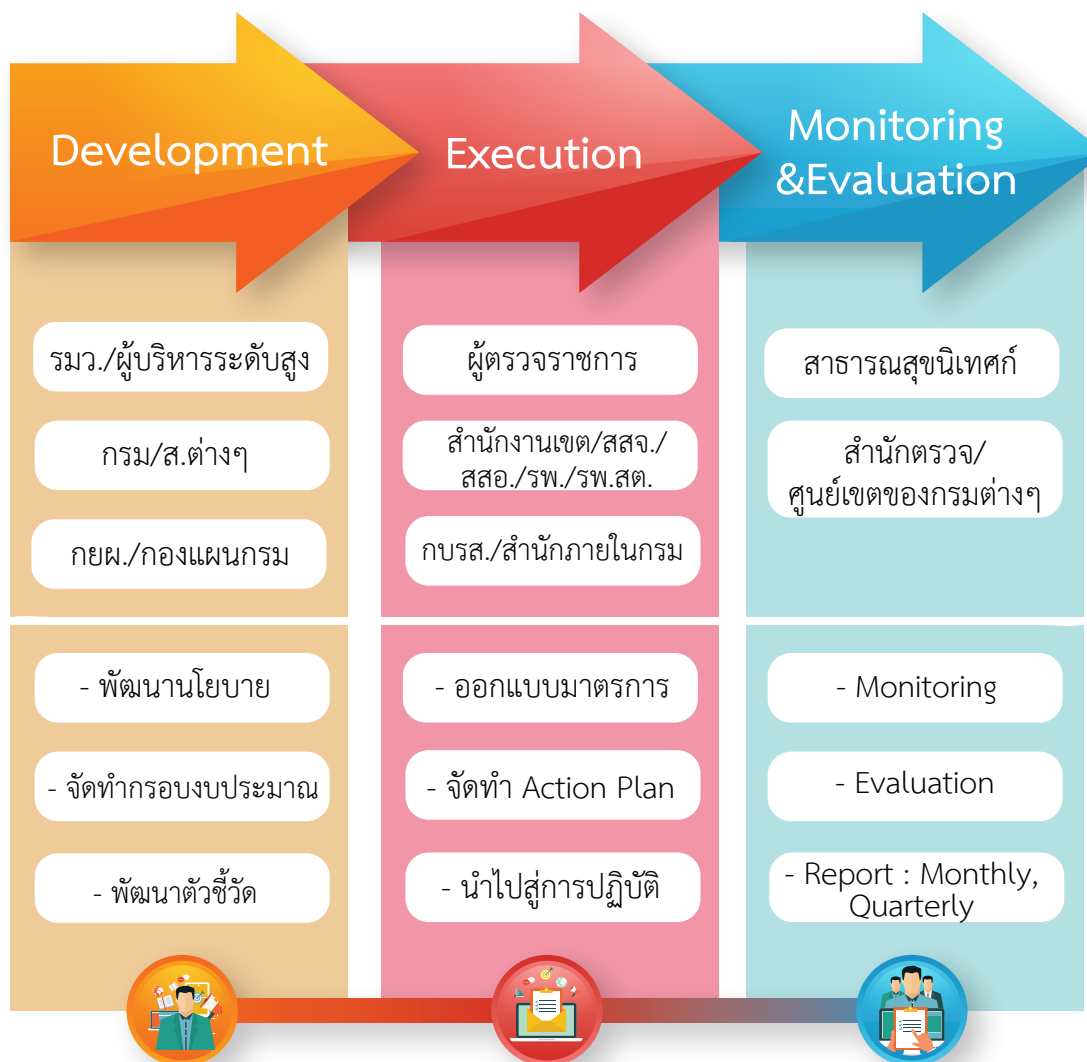 Development
รมว./ผู้บริหารระดับสูง
กรม/ส.ต่างๆ
กยผ./กองแผนกรม
- พัฒนานโยบาย
- จัดทำกรอบงบประมาณ
- พัฒนาตัวชี้วัด
Execution
ผู้ตรวจราชการ
สำนักงานเขต/สสจ./
สสอ./รพ./รพ.สต.
กบรส./สำนักภายในกรม
- ออกแบบมาตรการ
- จัดทำ Action Plan
- นำไปสู่การปฏิบัติ
Monitoring
&Evaluation
สาธารณสุขนิเทศก์
สำนักตรวจ/
ศูนย์เขตของกรมต่างๆ
- Monitoring
- Evaluation
- Report : Monthly,
Quarterly